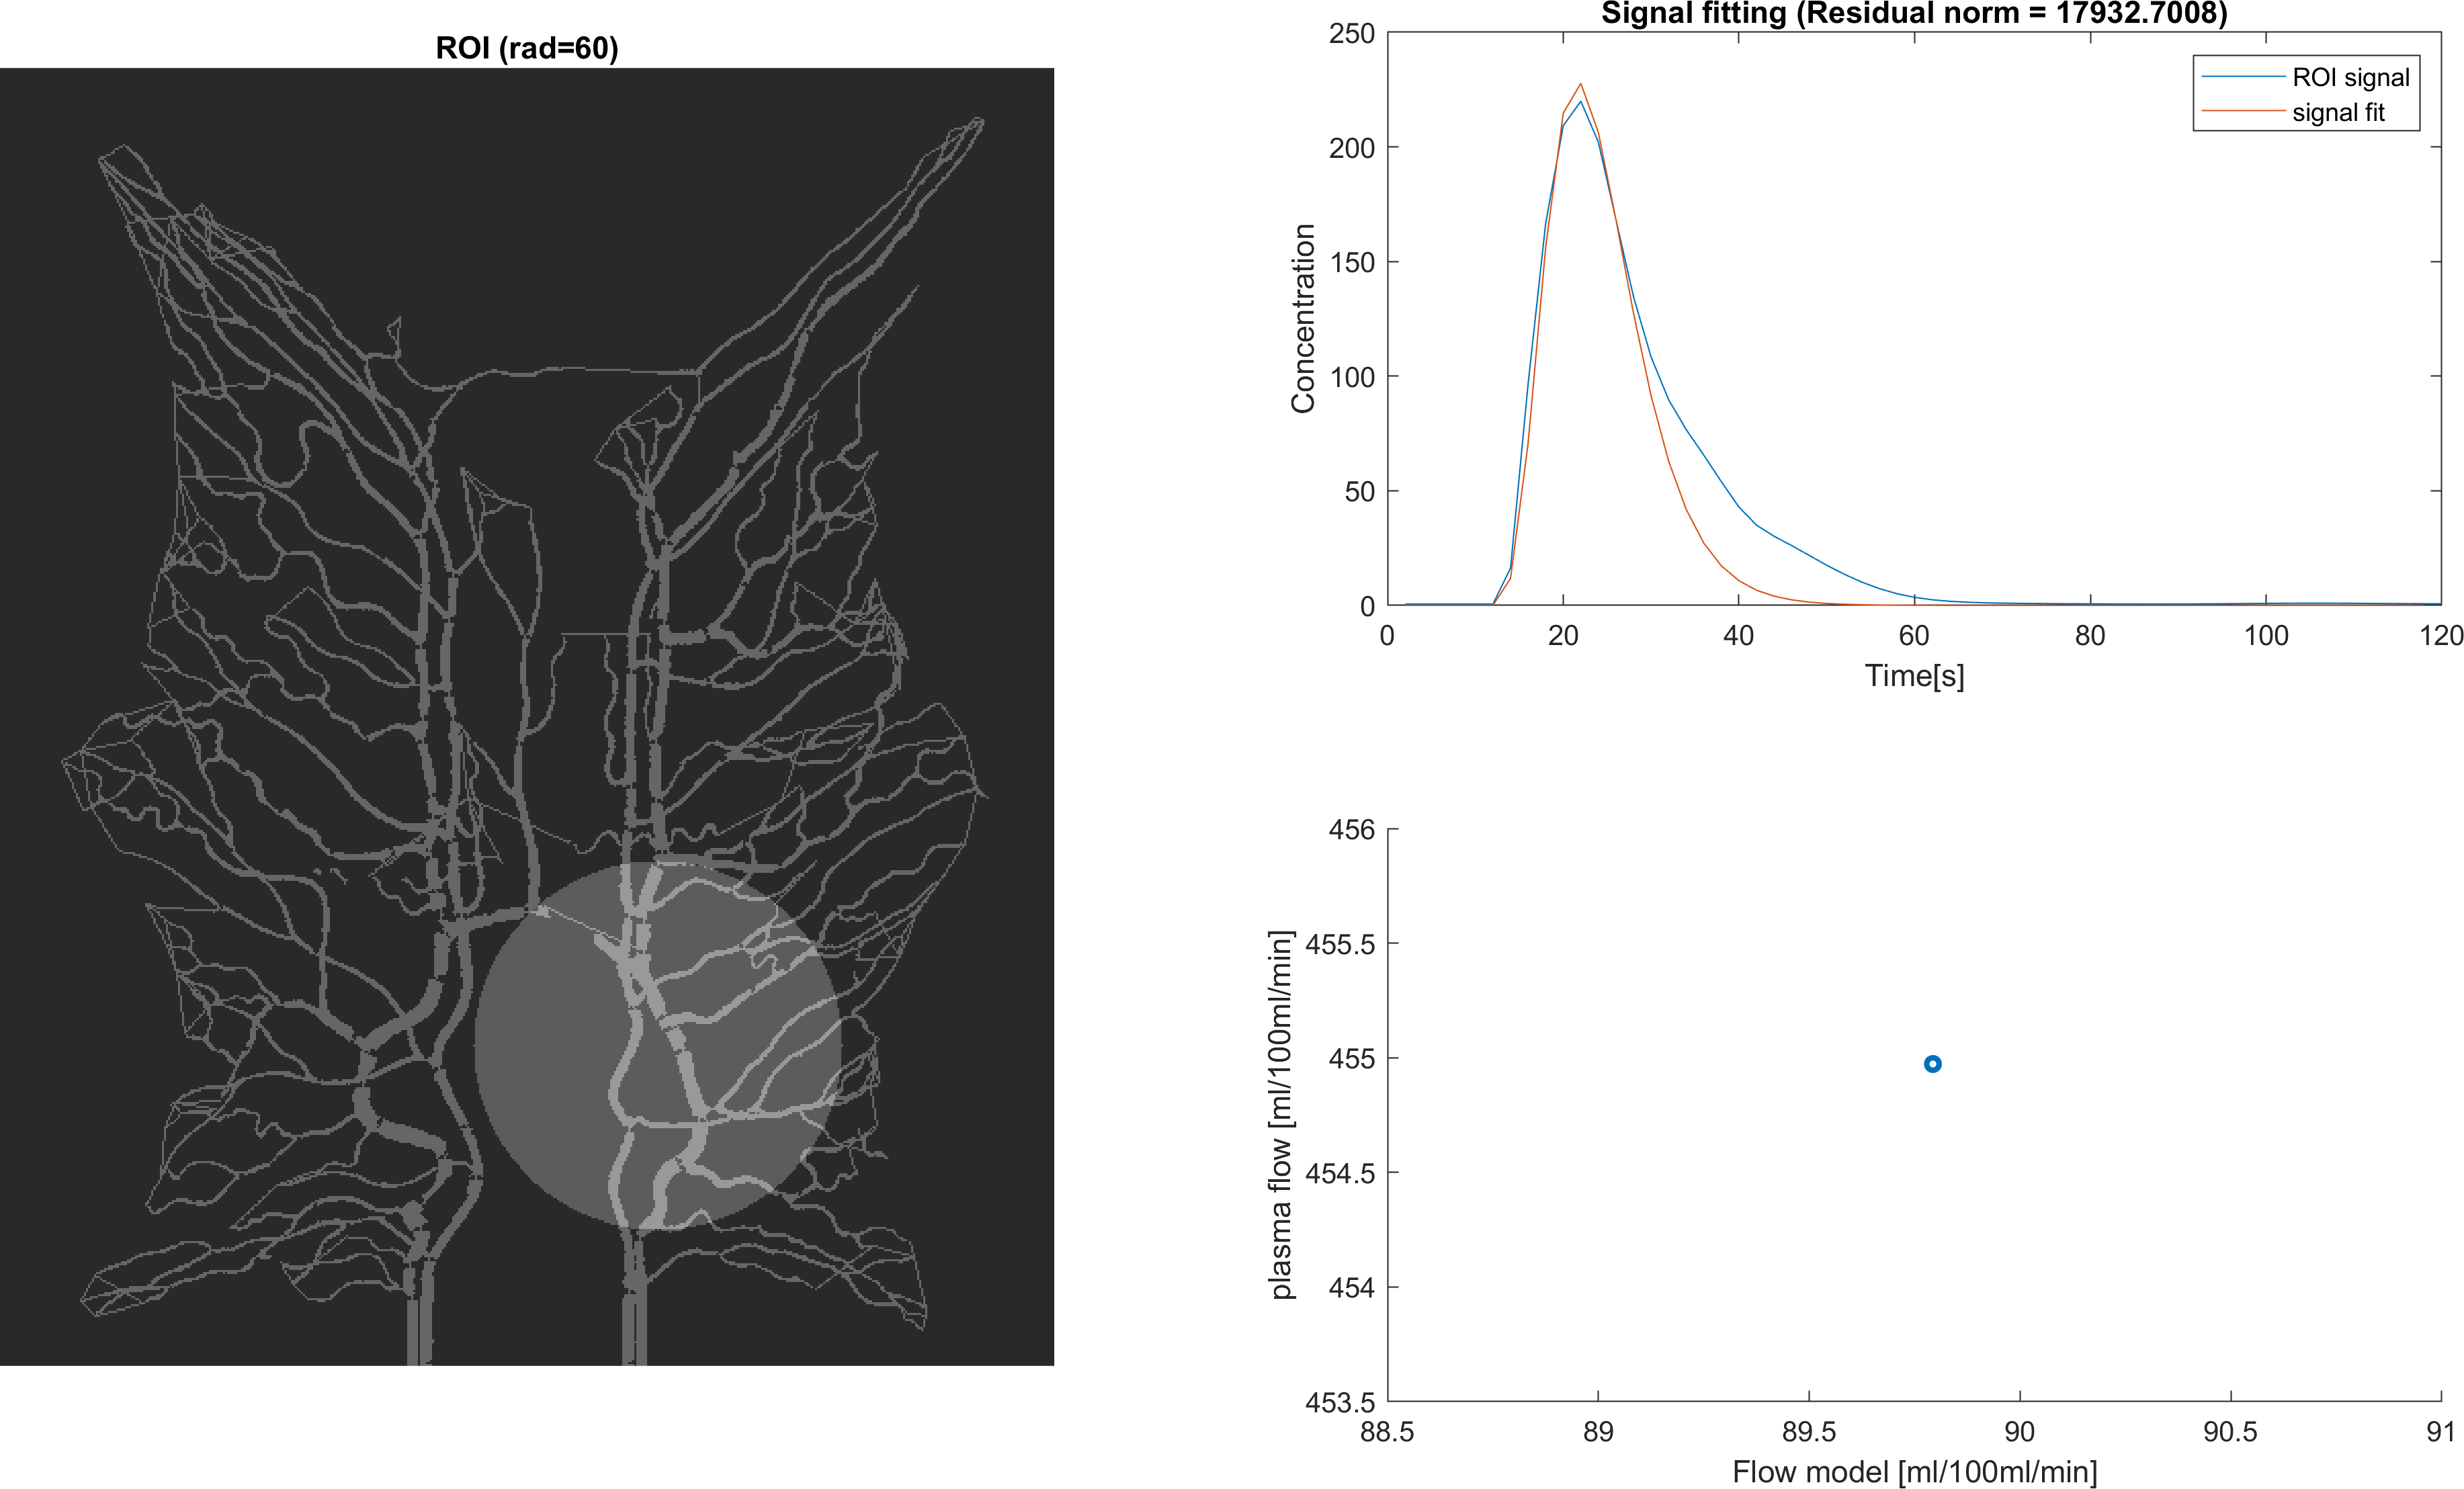 ROI (rad=60)
Signal fitting (Residual norm = 17932.7008)
250
200
150
100
50
0
Concentration
ROI signal
signal fit
0 20 40 60 80 100 120
Time[s]
456
455.5
455
454.5
454
453.5
plasma flow [ml/100ml/min]
88.5 89 89.5 90 90.5 91
Flow model [ml/100ml/min]